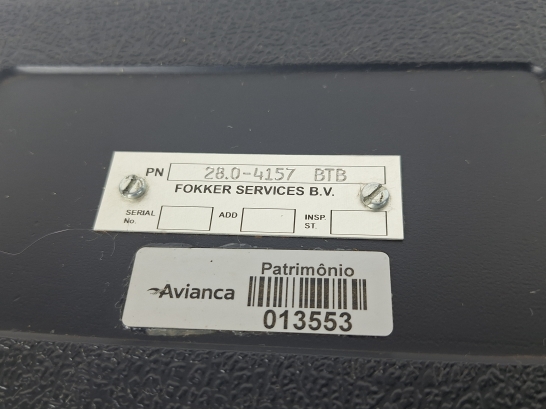 PN 28.0-4157 BTB
FOKKER SERVICES B.V.
SERIAL No. ADD INSP. ST.
Patrimônio
Avianca
013553